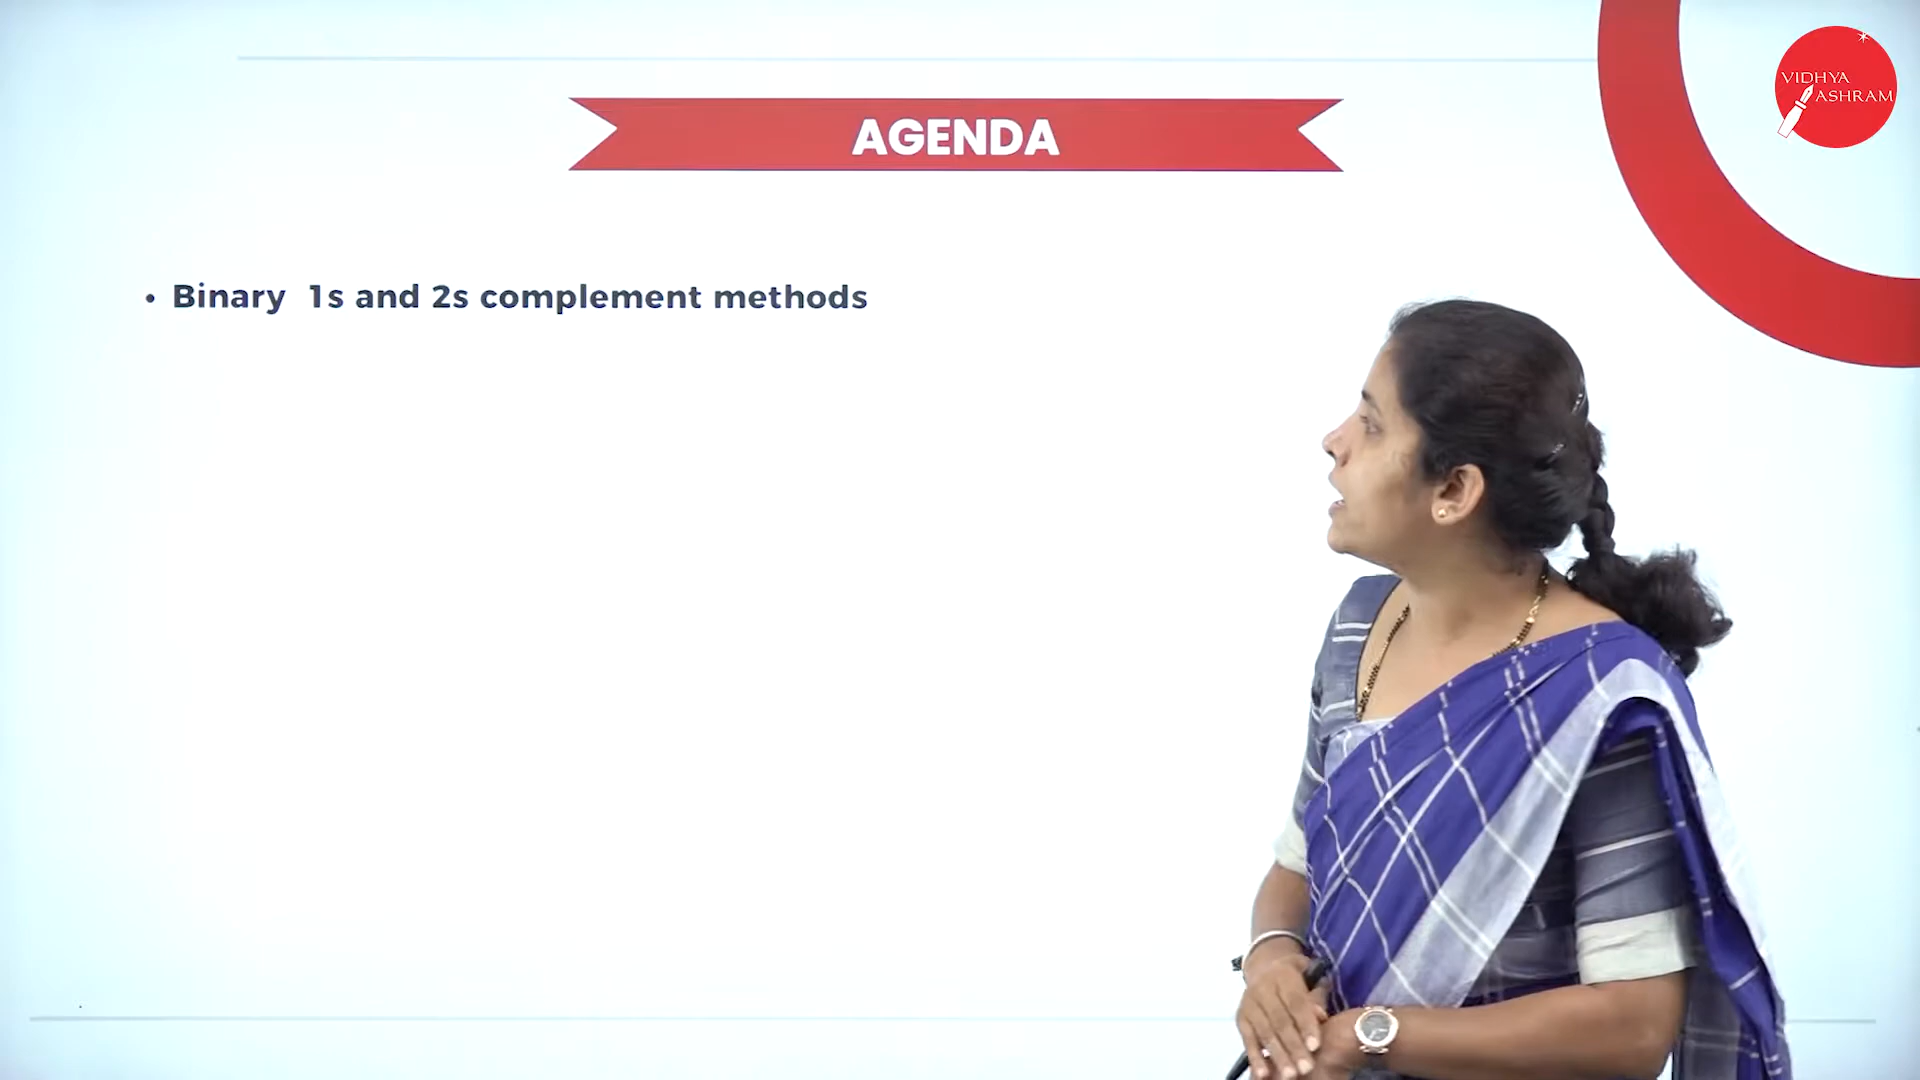 VIDHYA
ASHRAM
AGENDA
• Binary 1s and 2s complement methods